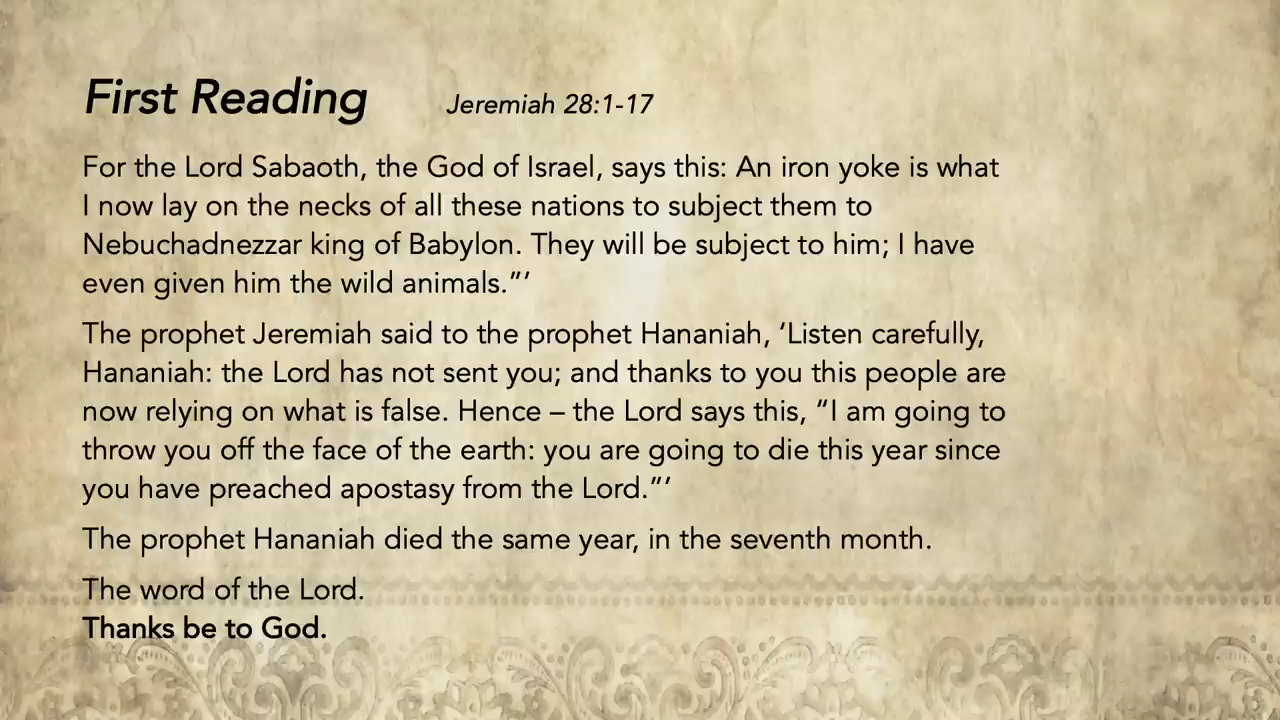 First Reading Jeremiah 28:1-17
For the Lord Sabaoth, the God of Israel, says this: An iron yoke is what
I now lay on the necks of all these nations to subject them to
Nebuchadnezzar king of Babylon. They will be subject to him; I have
even given him the wild animals.”’
The prophet Jeremiah said to the prophet Hananiah, ‘Listen carefully,
Hananiah: the Lord has not sent you; and thanks to you this people are
now relying on what is false. Hence – the Lord says this, “I am going to
throw you off the face of the earth: you are going to die this year since
you have preached apostasy from the Lord.”’
The prophet Hananiah died the same year, in the seventh month.
The word of the Lord.
Thanks be to God.